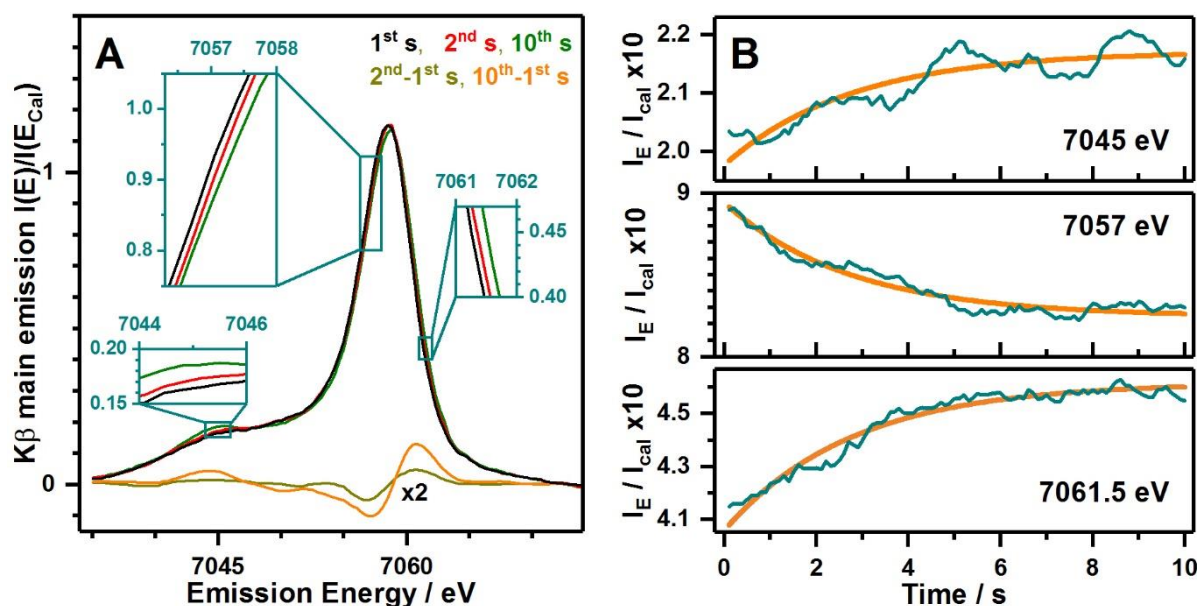 A
1st s, 2nd s, 10th s
2nd-1st s, 10th-1st s
7057 7058
1.0
0.9
0.8
7061 7062
0.45
0.40
7044 7046
0.20
0.15
x2
1
0
Kβ main emission I(E)/I(ECal)
7045 7060
Emission Energy / eV
B
2.2
2.1
2.0
IE / Ical x10
7045 eV
9
8
IE / Ical x10
7057 eV
4.5
4.3
4.1
IE / Ical x10
7061.5 eV
0 2 4 6 8 10
Time / s